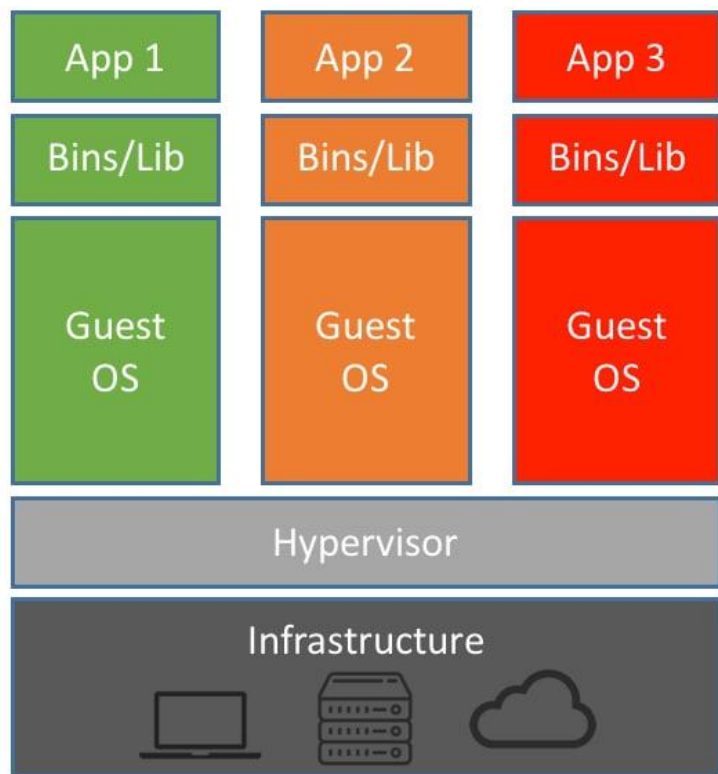 App 1
App 2
App 3
Bins/Lib
Bins/Lib
Bins/Lib
Guest
OS
Guest
OS
Guest
OS
Hypervisor
Infrastructure